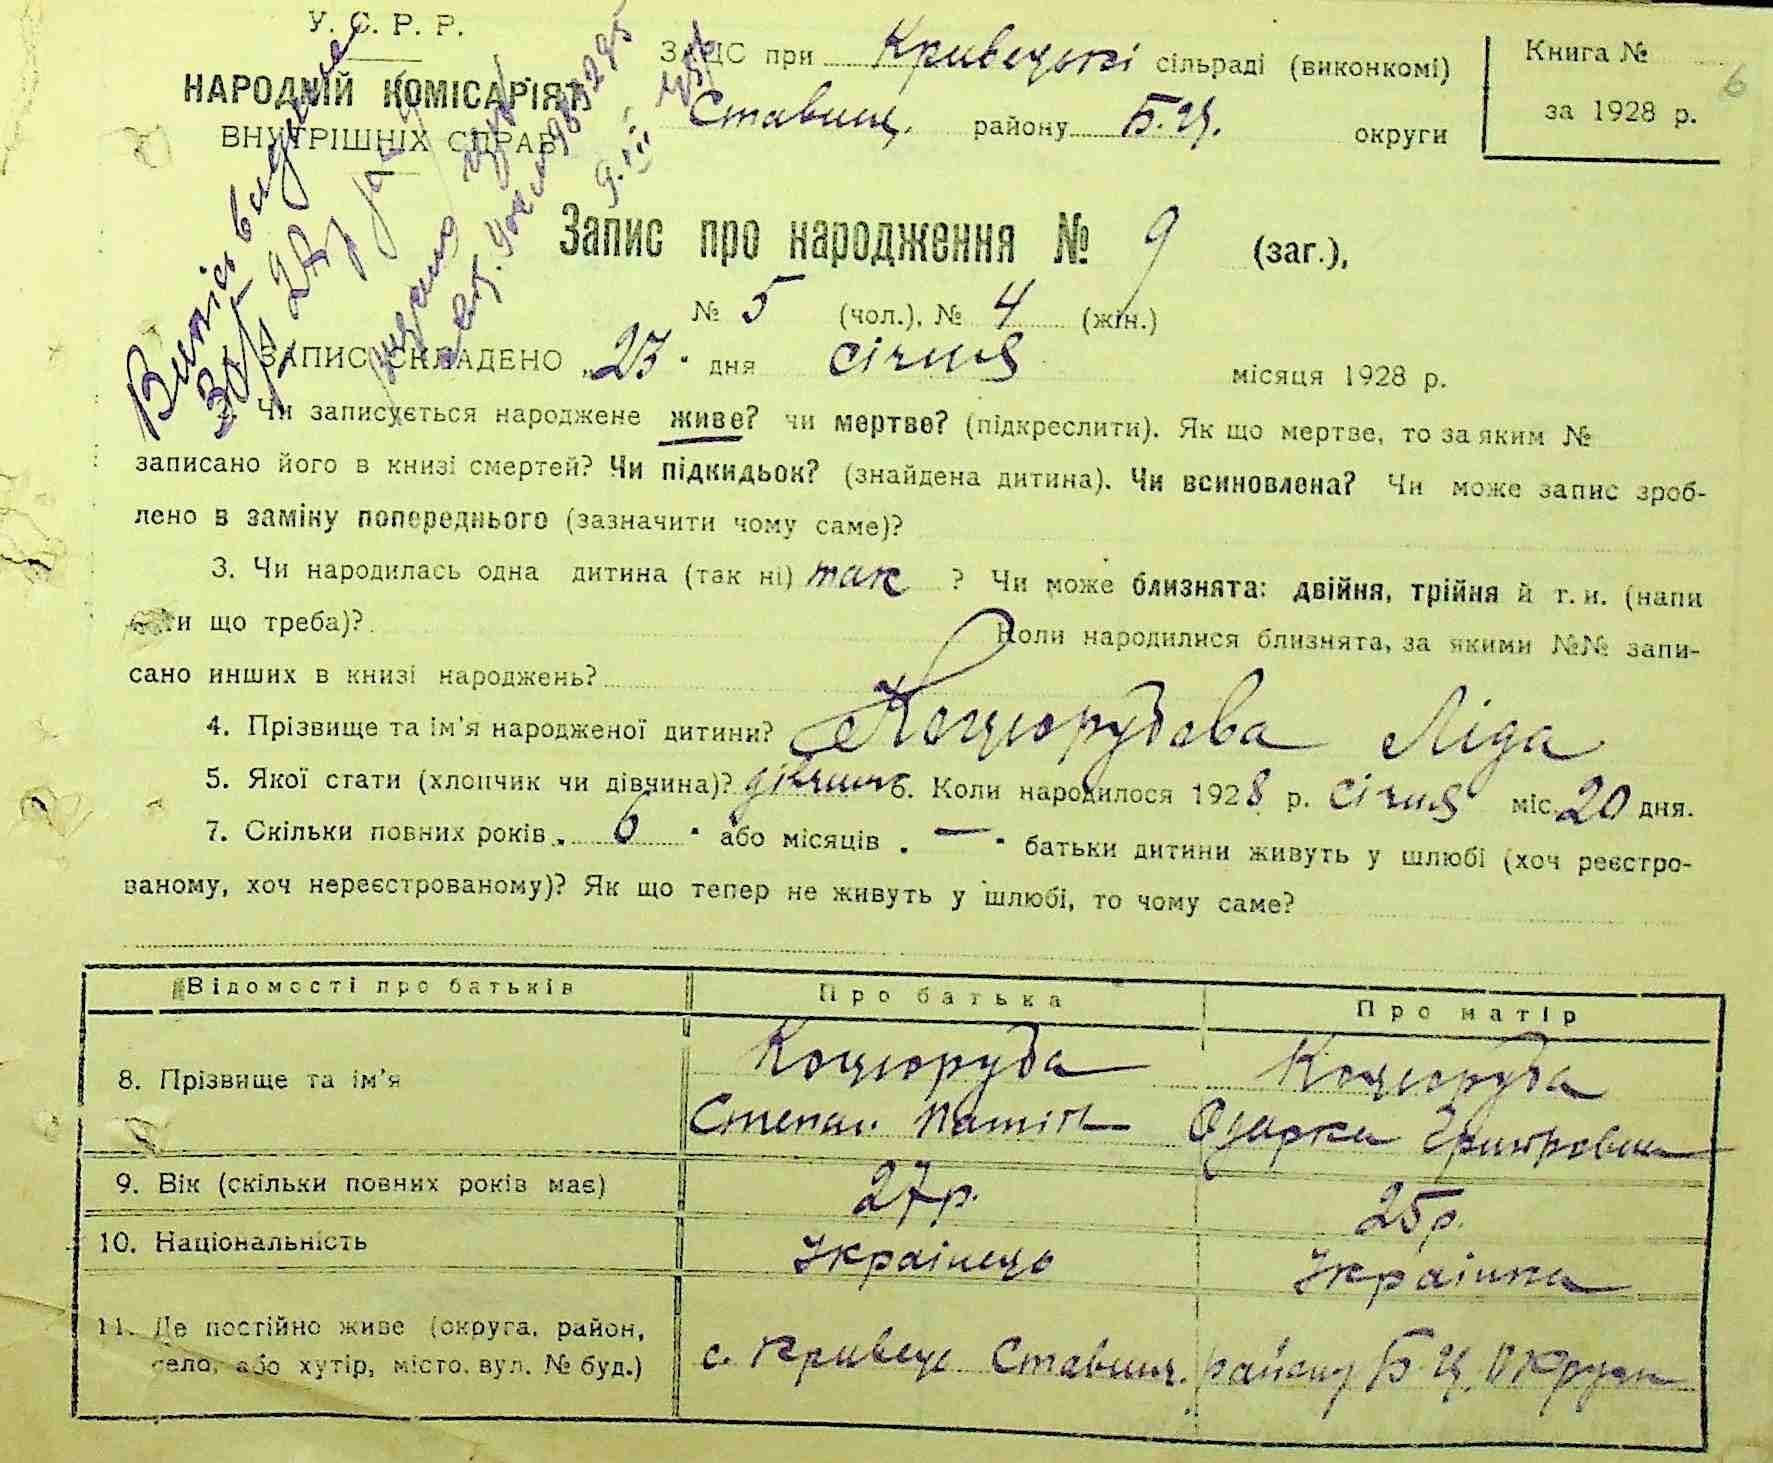 У. С. Р. Р.
НАРОДНІЙ КОМІСАРІЯТ
ВНУТРІШНІХ СПРАВ
ЗАГС при Кривецькі сільраді (виконкомі)
Ставищ. району Б.Ц. округи
Книга №
за 1928 р.
6
Випись видано
Запис про народження № 9 (заг.),
№ 5 (чол.), № 4 (жін.)
ЗАПИС СКЛАДЕНО „23" дня січня місяця 1928 р.
Чи записується народжене живе? чи мертве? (підкреслити). Як що мертве, то за яким №
записано його в книзі смертей? Чи підкидьок? (знайдена дитина). Чи всиновлена? Чи може запис зроб-
лено в заміну попереднього (зазначити чому саме)?
3. Чи народилась одна дитина (так ні) так ? Чи може близнята: двійня, трійня й т. и. (напи
сати що треба)? Коли народилися близнята, за якими №№ запи-
сано инших в книзі народжень?
4. Прізвище та ім'я народженої дитини? Коцюрубова Ліда
5. Якої стати (хлопчик чи дівчина)? дівчина 6. Коли народилося 1928 р. січня міс. 20 дня.
7. Скільки повних років „ 6 " або місяців „ — " батьки дитини живуть у шлюбі (хоч реєстро-
ваному, хоч нереєстрованому)? Як що тепер не живуть у шлюбі, то чому саме?
Відомості про батьків Про батька Про матір
8. Прізвище та ім'я
Коцюруба
Степан
Коцюруба
Одарка Григоровна
9. Вік (скільки повних років має) 27р. 25р.
10. Національність Українець Українка
11. Де постійно живе (округа, район,
село, або хутір, місто, вул. № буд.)
с. Кривець Ставищ. району Б-Ц. Округи